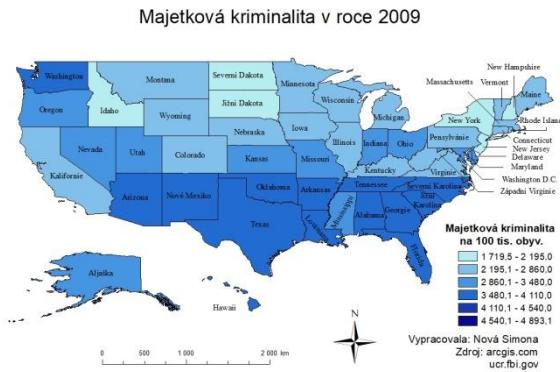 Majetková kriminalita v roce 2009
Washington
Montana
Severní Dakota
Minnesota
New Hampshire
Massachusetts
Vermont
Maine
Oregon
Idaho
Jižní Dakota
Wisconsin
Michigan
New York
Rhode Island
Wyoming
Connecticut
Nebraska
Iowa
Pensylvánie
New Jersey
Nevada
Utah
Colorado
Illinois
Indiana
Ohio
Delaware
Maryland
Kalifornie
Kansas
Missouri
Kentucky
Virginie
Washington D.C.
Západní Virginie
Arizona
Nové Mexiko
Oklahoma
Arkansas
Tennessee
Severní Karolína
Jižní Karolína
Texas
Louisiana
Mississippi
Alabama
Georgie
Florida
Aljaška
Hawaii
Majetková kriminalita
na 100 tis. obyv.
1 719,5 - 2 195,0
2 195,1 - 2 860,0
2 860,1 - 3 480,0
3 480,1 - 4 110,0
4 110,1 - 4 540,0
4 540,1 - 4 893,1
N
0 500 1 000 2 000 km
Vypracovala: Nová Simona
Zdroj: arcgis.com
ucr.fbi.gov